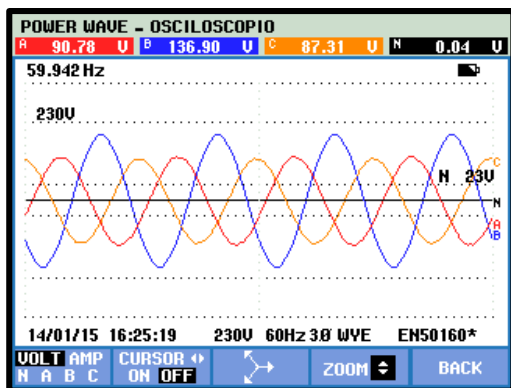 POWER WAVE - OSCILOSCOPIO
A 90.78 V B 136.90 V C 87.31 V N 0.04 V
59.942 Hz
230V
C
N 23V
N
A
B
14/01/15 16:25:19 230V 60Hz 3Ø WYE EN50160*
VOLT AMP CURSOR ZOOM BACK
N A B C ON OFF